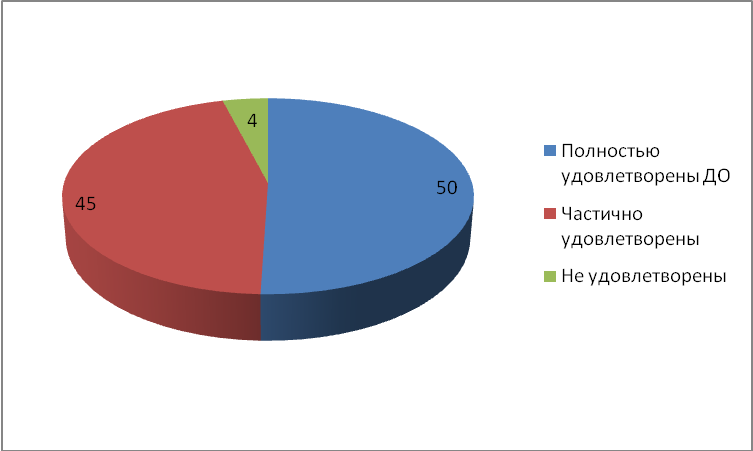 4
50
45
Полностью
удовлетворены ДО
Частично
удовлетворены
Не удовлетворены